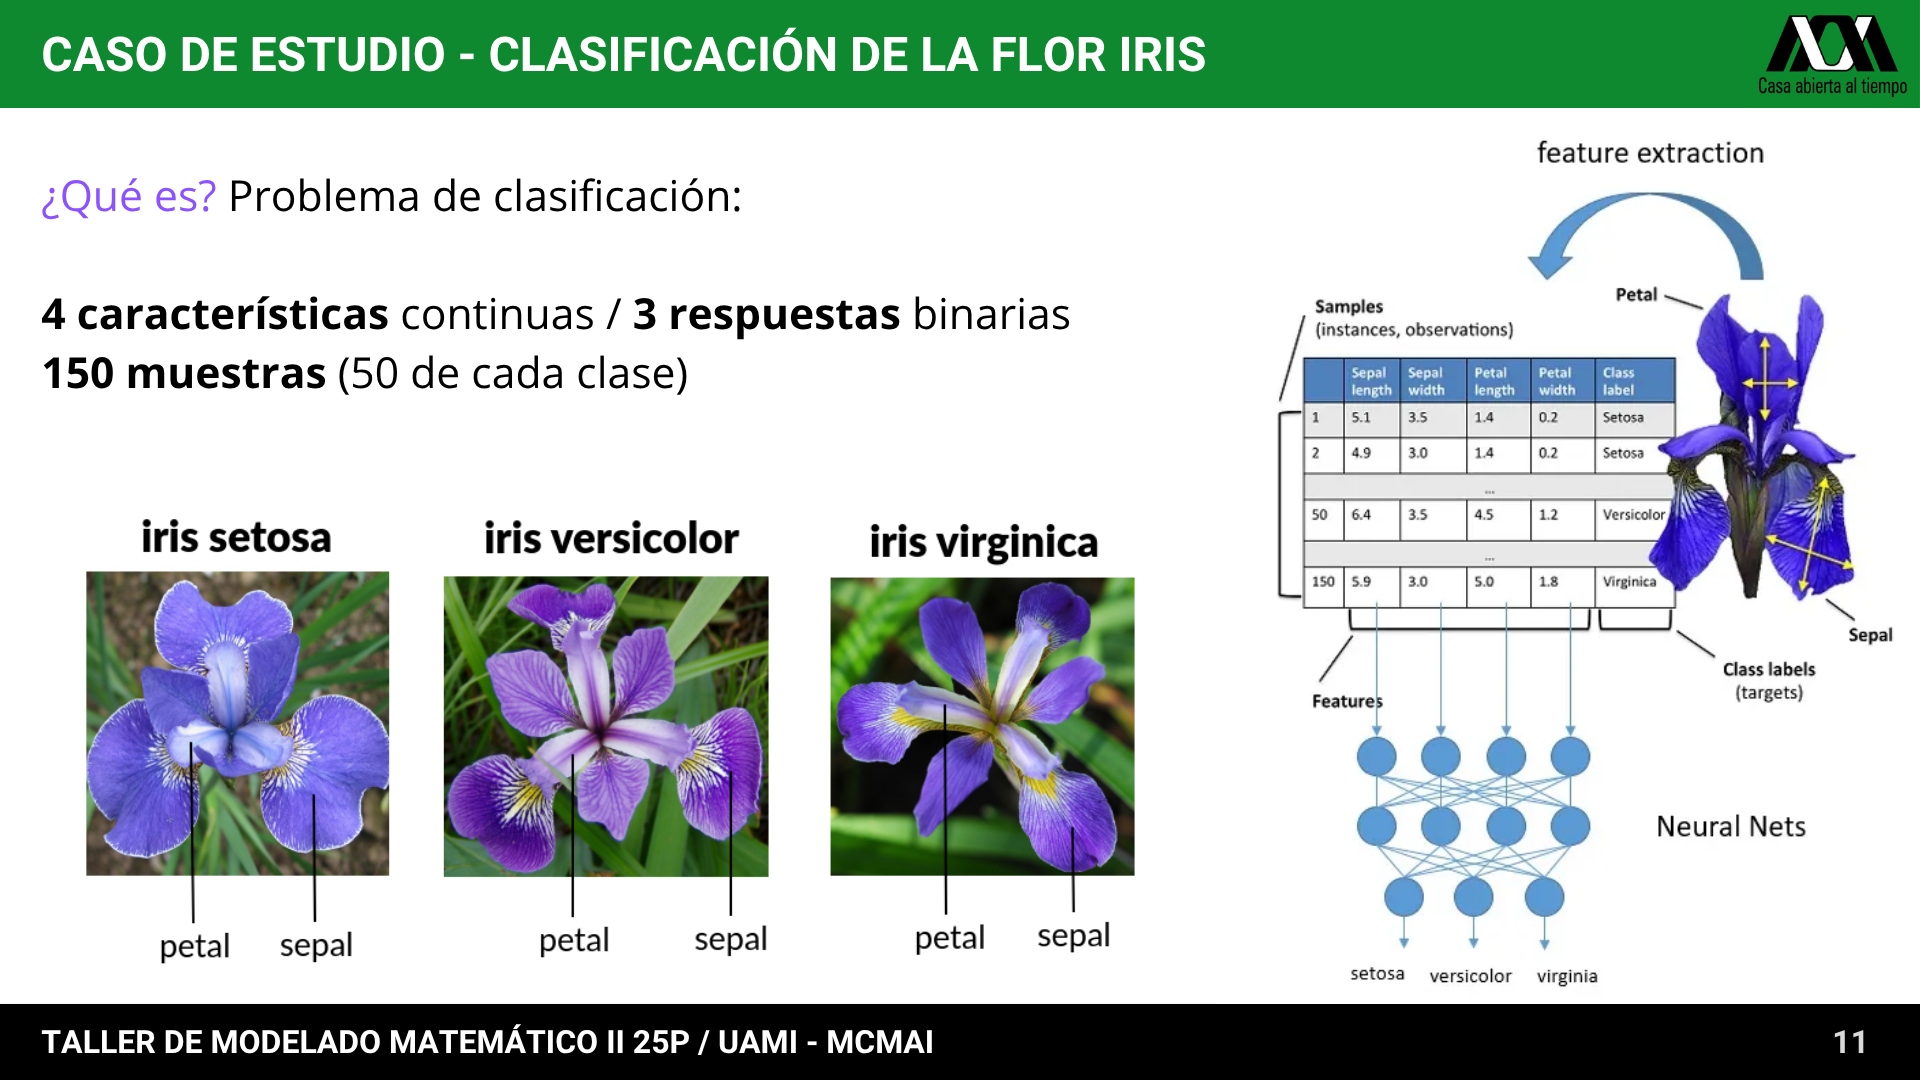 CASO DE ESTUDIO - CLASIFICACIÓN DE LA FLOR IRIS
Casa abierta al tiempo
¿Qué es? Problema de clasificación:
4 características continuas / 3 respuestas binarias
150 muestras (50 de cada clase)
iris setosa
iris versicolor
iris virginica
petal
sepal
petal
sepal
petal
sepal
feature extraction
Petal
Samples
(instances, observations)
Sepal length Sepal width Petal length Petal width Class label
1 5.1 3.5 1.4 0.2 Setosa
2 4.9 3.0 1.4 0.2 Setosa
...
50 6.4 3.5 4.5 1.2 Versicolor
...
150 5.9 3.0 5.0 1.8 Virginica
Sepal
Class labels
(targets)
Features
Neural Nets
setosa versicolor virginia
TALLER DE MODELADO MATEMÁTICO II 25P / UAMI - MCMAI
11